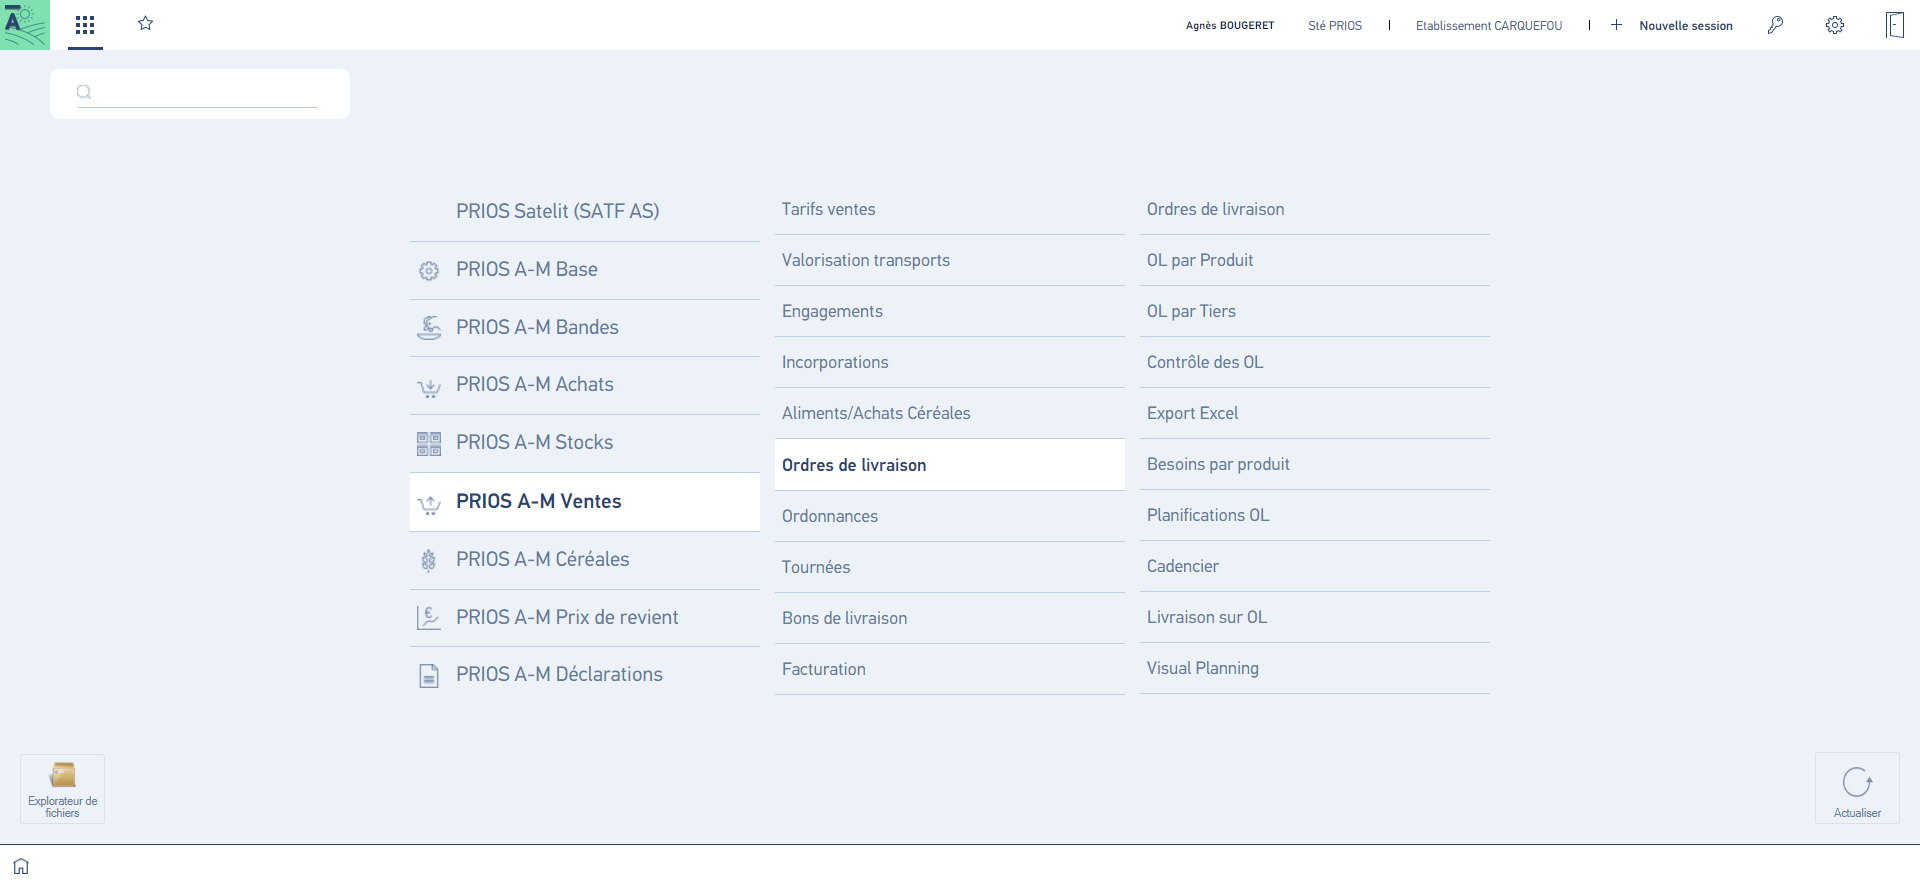 A
Agnès BOUGERET
Sté PRIOS
Etablissement CARQUEFOU
Nouvelle session
PRIOS Satelit (SATF AS)
PRIOS A-M Base
PRIOS A-M Bandes
PRIOS A-M Achats
PRIOS A-M Stocks
PRIOS A-M Ventes
PRIOS A-M Céréales
PRIOS A-M Prix de revient
PRIOS A-M Déclarations
Tarifs ventes
Valorisation transports
Engagements
Incorporations
Aliments/Achats Céréales
Ordres de livraison
Ordonnances
Tournées
Bons de livraison
Facturation
Ordres de livraison
OL par Produit
OL par Tiers
Contrôle des OL
Export Excel
Besoins par produit
Planifications OL
Cadencier
Livraison sur OL
Visual Planning
Explorateur de
fichiers
Actualiser